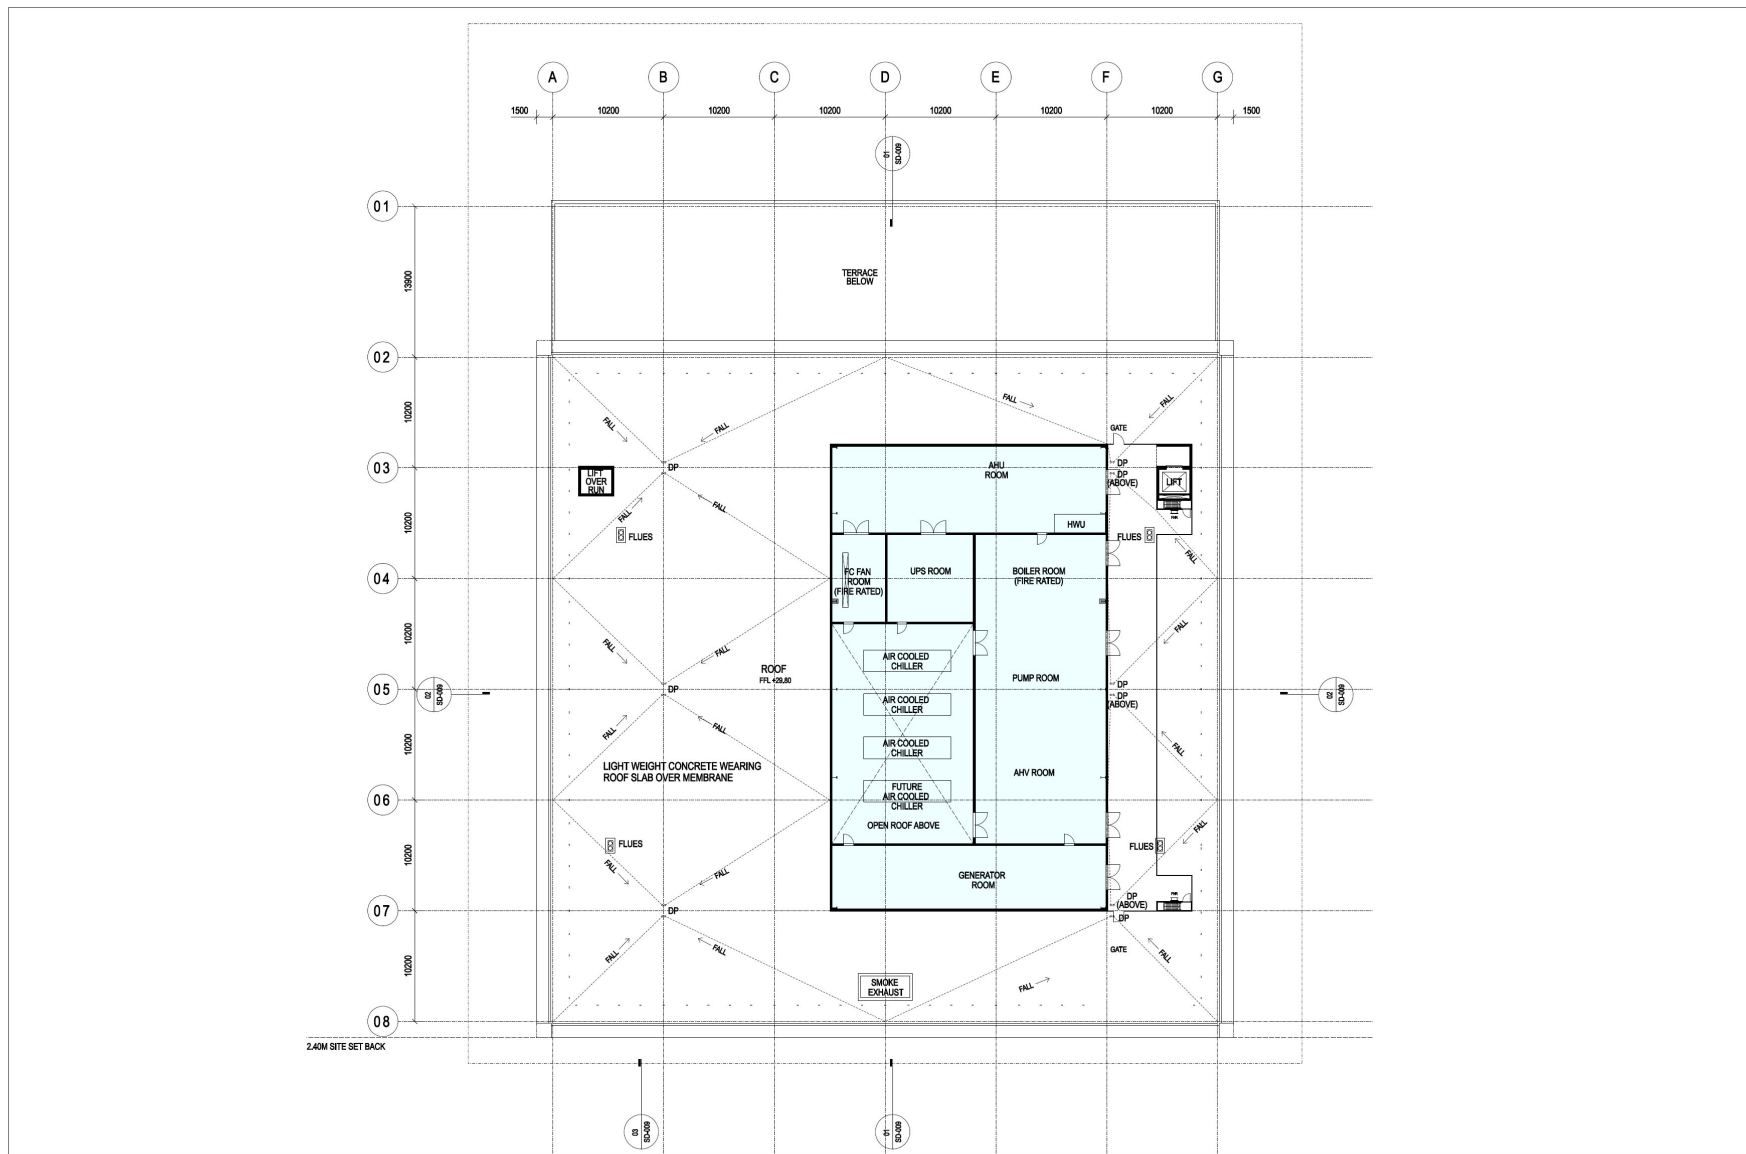 A B C D E F G
1500 10200 10200 10200 10200 10200 10200 1500
01
SD-009
01
13900
TERRACE
BELOW
02
10200
FALL
FALL
FALL
FALL
GATE
03
LIFT
OVER
RUN
DP
AHU
ROOM
DP
DP
(ABOVE)
LIFT
10200
FALL
FALL
HWU
FHR
FLUES
FLUES
FALL
04
FC FAN
ROOM
(FIRE RATED)
UPS ROOM
BOILER ROOM
(FIRE RATED)
10200
FALL
FALL
FALL
AIR COOLED
CHILLER
ROOF
FFL +29.80
PUMP ROOM
02
SD-009
05
DP
DP
DP
(ABOVE)
02
SD-009
AIR COOLED
CHILLER
10200
FALL
FALL
FALL
AIR COOLED
CHILLER
LIGHT WEIGHT CONCRETE WEARING
ROOF SLAB OVER MEMBRANE
AHV ROOM
06
FUTURE
AIR COOLED
CHILLER
OPEN ROOF ABOVE
FALL
10200
FLUES
FLUES
FALL
FALL
GENERATOR
ROOM
FHR
DP
(ABOVE)
07
DP
DP
10200
FALL
FALL
GATE
FALL
SMOKE
EXHAUST
FALL
08
2.40M SITE SET BACK
03
SD-009
01
SD-009